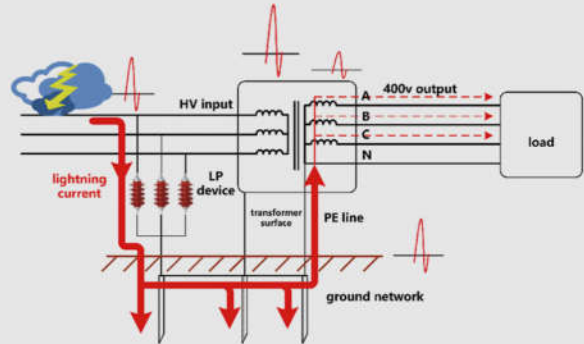 A
400v output
HV input
B
C
N
load
lightning
current
LP
device
transformer
surface
PE line
ground network